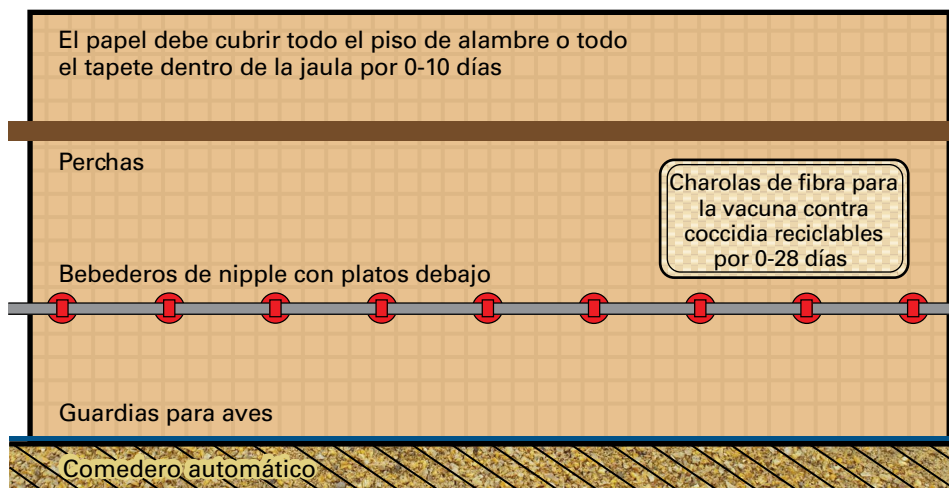 El papel debe cubrir todo el piso de alambre o todo
el tapete dentro de la jaula por 0-10 días
Perchas
Charolas de fibra para
la vacuna contra
coccidia reciclables
por 0-28 días
Bebederos de nipple con platos debajo
Guardias para aves
Comedero automático